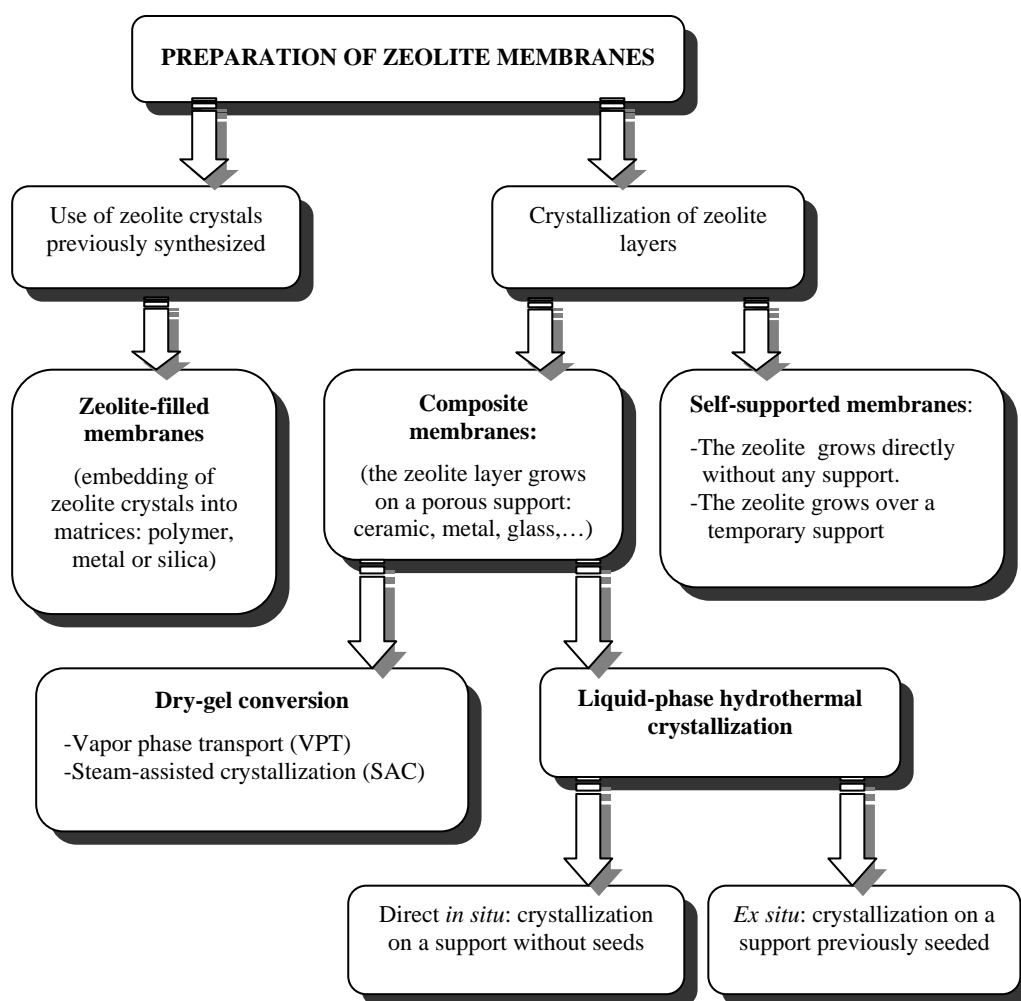 PREPARATION OF ZEOLITE MEMBRANES
Use of zeolite crystals
previously synthesized
Crystallization of zeolite
layers
Zeolite-filled
membranes
(embedding of
zeolite crystals into
matrices: polymer,
metal or silica)
Composite
membranes:
(the zeolite layer grows
on a porous support:
ceramic, metal, glass,…)
Self-supported membranes:
-The zeolite grows directly
without any support.
-The zeolite grows over a
temporary support
Dry-gel conversion
-Vapor phase transport (VPT)
-Steam-assisted crystallization (SAC)
Liquid-phase hydrothermal
crystallization
Direct in situ: crystallization
on a support without seeds
Ex situ: crystallization on a
support previously seeded